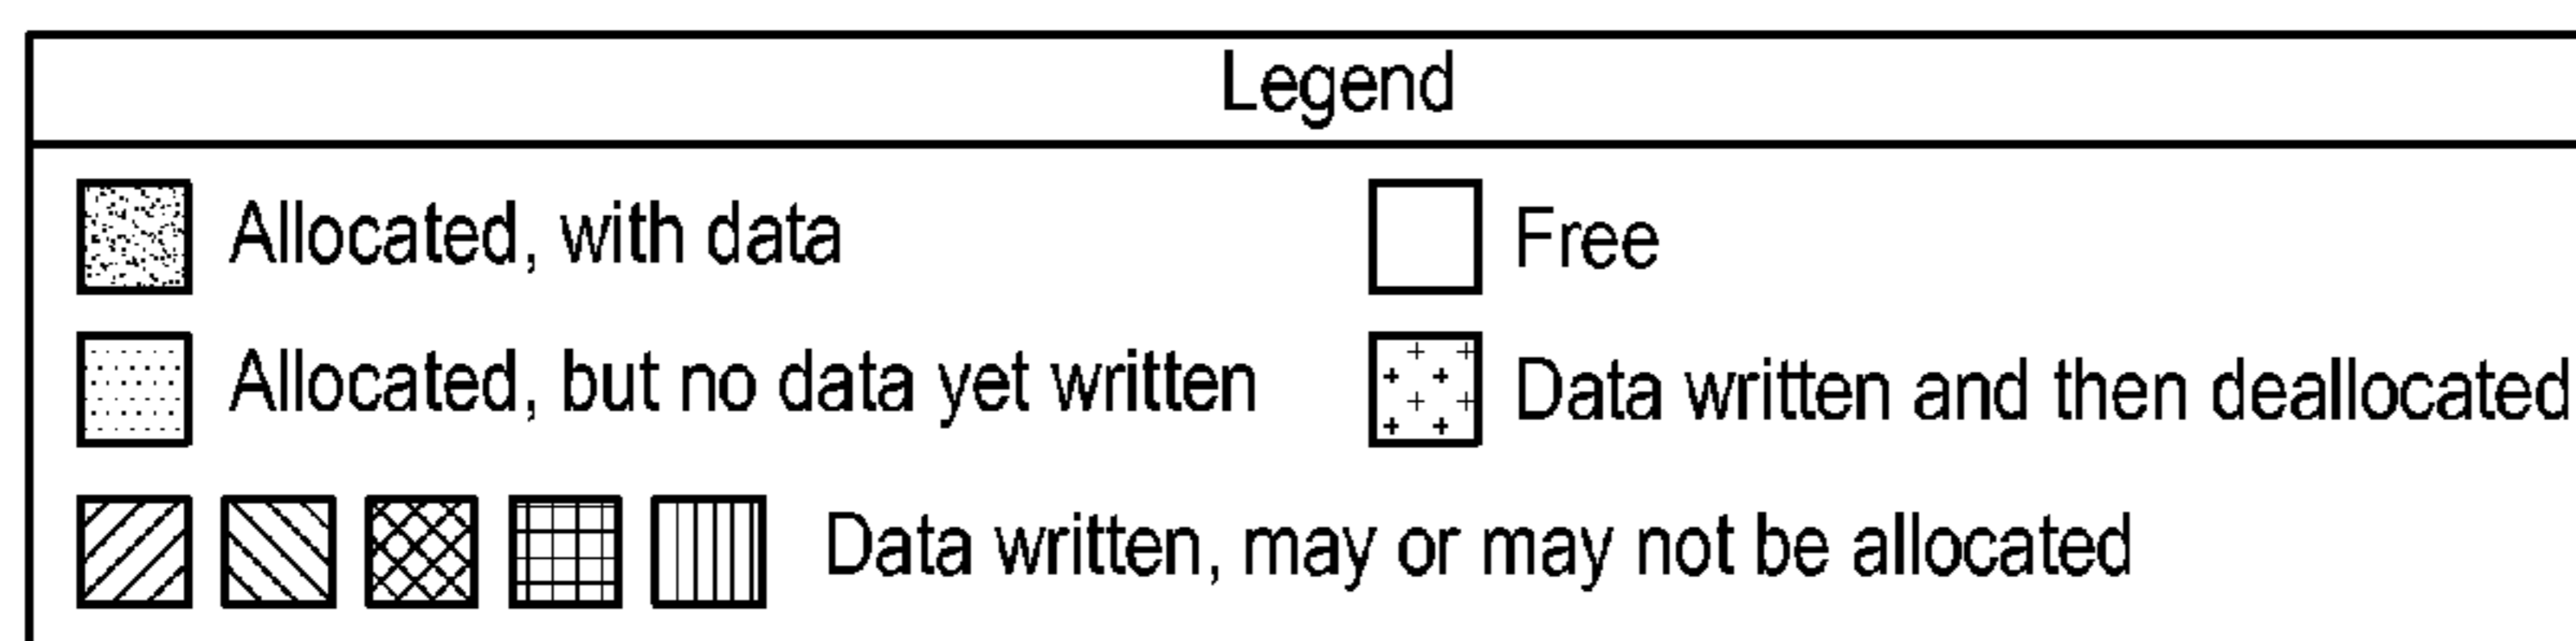 Legend
Allocated, with data
Free
Allocated, but no data yet written
Data written and then deallocated
Data written, may or may not be allocated